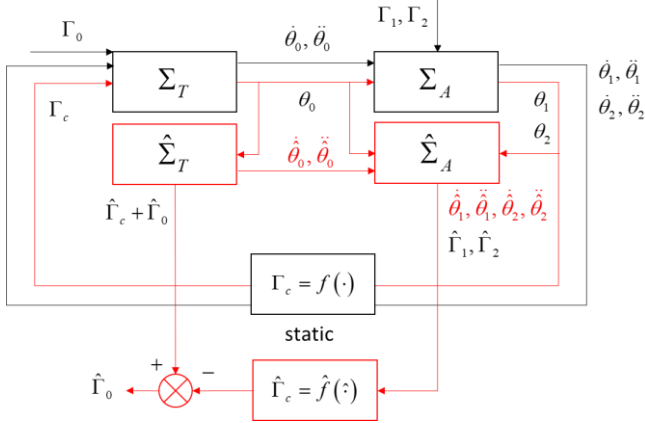 Γ₁, Γ₂
Γ₀
θ̇₀, θ̈₀
Σ_T
Σ_A
θ̇₁, θ̈₁
θ̇₂, θ̈₂
Γ_c
θ₀
θ₁
θ₂
Σ̂_T
θ̂̇₀, θ̂̈₀
Σ̂_A
Γ̂_c + Γ̂₀
θ̂̇₁, θ̂̈₁, θ̂̇₂, θ̂̈₂
Γ̂₁, Γ̂₂
Γ_c = f(·)
static
+
−
Γ̂₀
Γ̂_c = f̂(:̂)